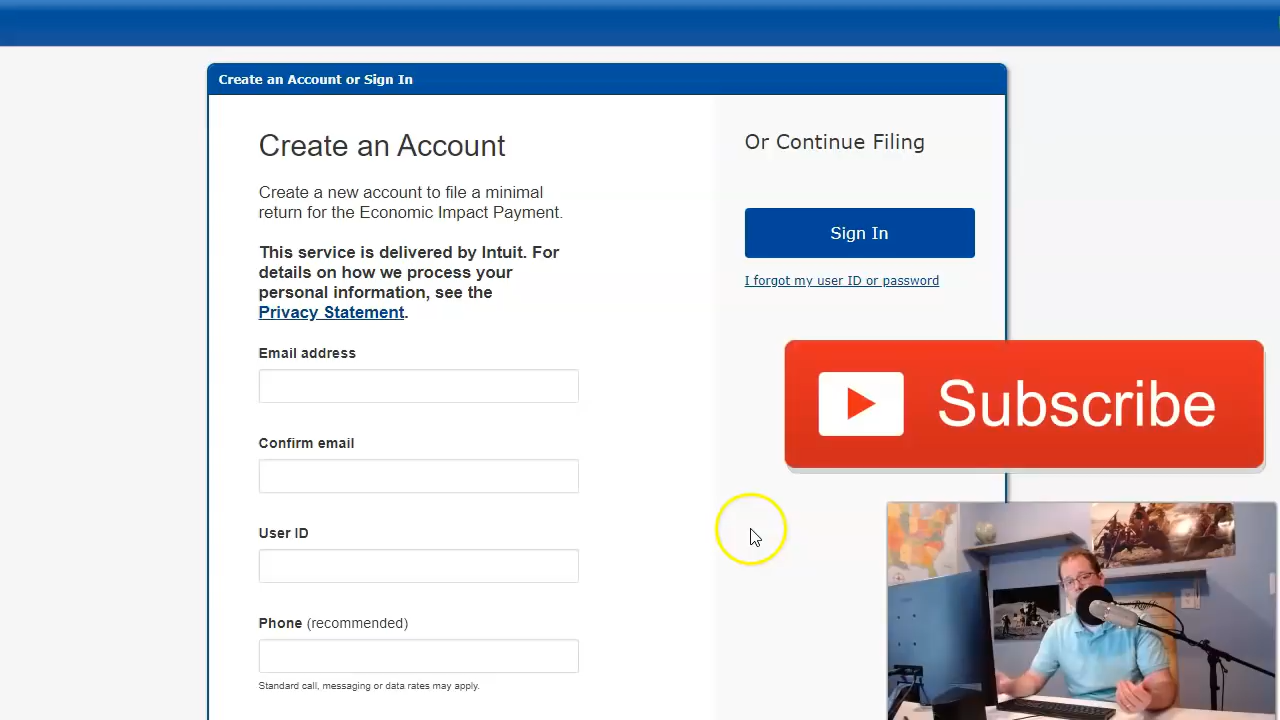 Create an Account or Sign In
Create an Account
Create a new account to file a minimal
return for the Economic Impact Payment.
This service is delivered by Intuit. For
details on how we process your
personal information, see the
Privacy Statement.
Email address
Confirm email
User ID
Phone (recommended)
Standard call, messaging or data rates may apply.
Or Continue Filing
Sign In
I forgot my user ID or password
Subscribe